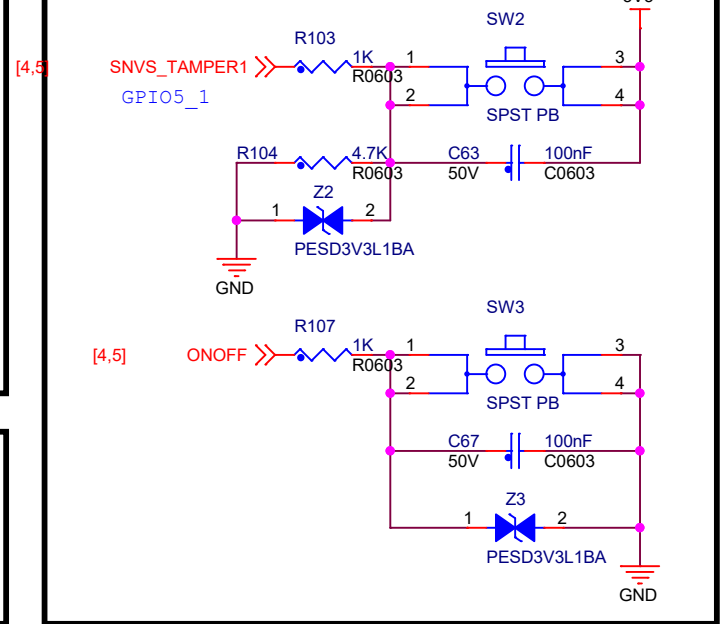 SW2
R103
[4,5] SNVS_TAMPER1 1K 1 3
R0603
GPIO5_1 2 4
SPST PB
R104 4.7K C63 100nF
R0603 50V C0603
Z2
1 2
PESD3V3L1BA
GND
SW3
R107
[4,5] ONOFF 1K 1 3
R0603
2 4
SPST PB
C67 100nF
50V C0603
Z3
1 2
PESD3V3L1BA
GND